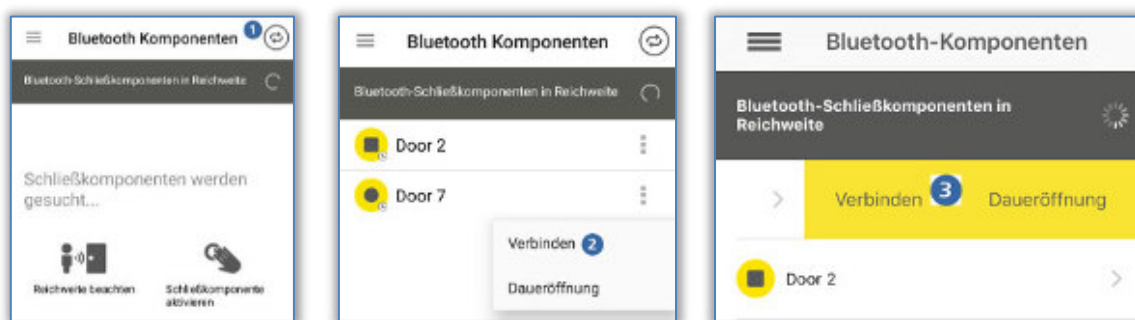 Bluetooth Komponenten 1
Bluetooth-Schließkomponenten in Reichweite
Schließkomponenten werden
gesucht...
Reichweite beachten
Schließkomponente
aktivieren
Bluetooth Komponenten
Bluetooth-Schließkomponenten in Reichweite
Door 2
Door 7
Verbinden 2
Daueröffnung
Bluetooth-Komponenten
Bluetooth-Schließkomponenten in
Reichweite
Verbinden 3 Daueröffnung
Door 2